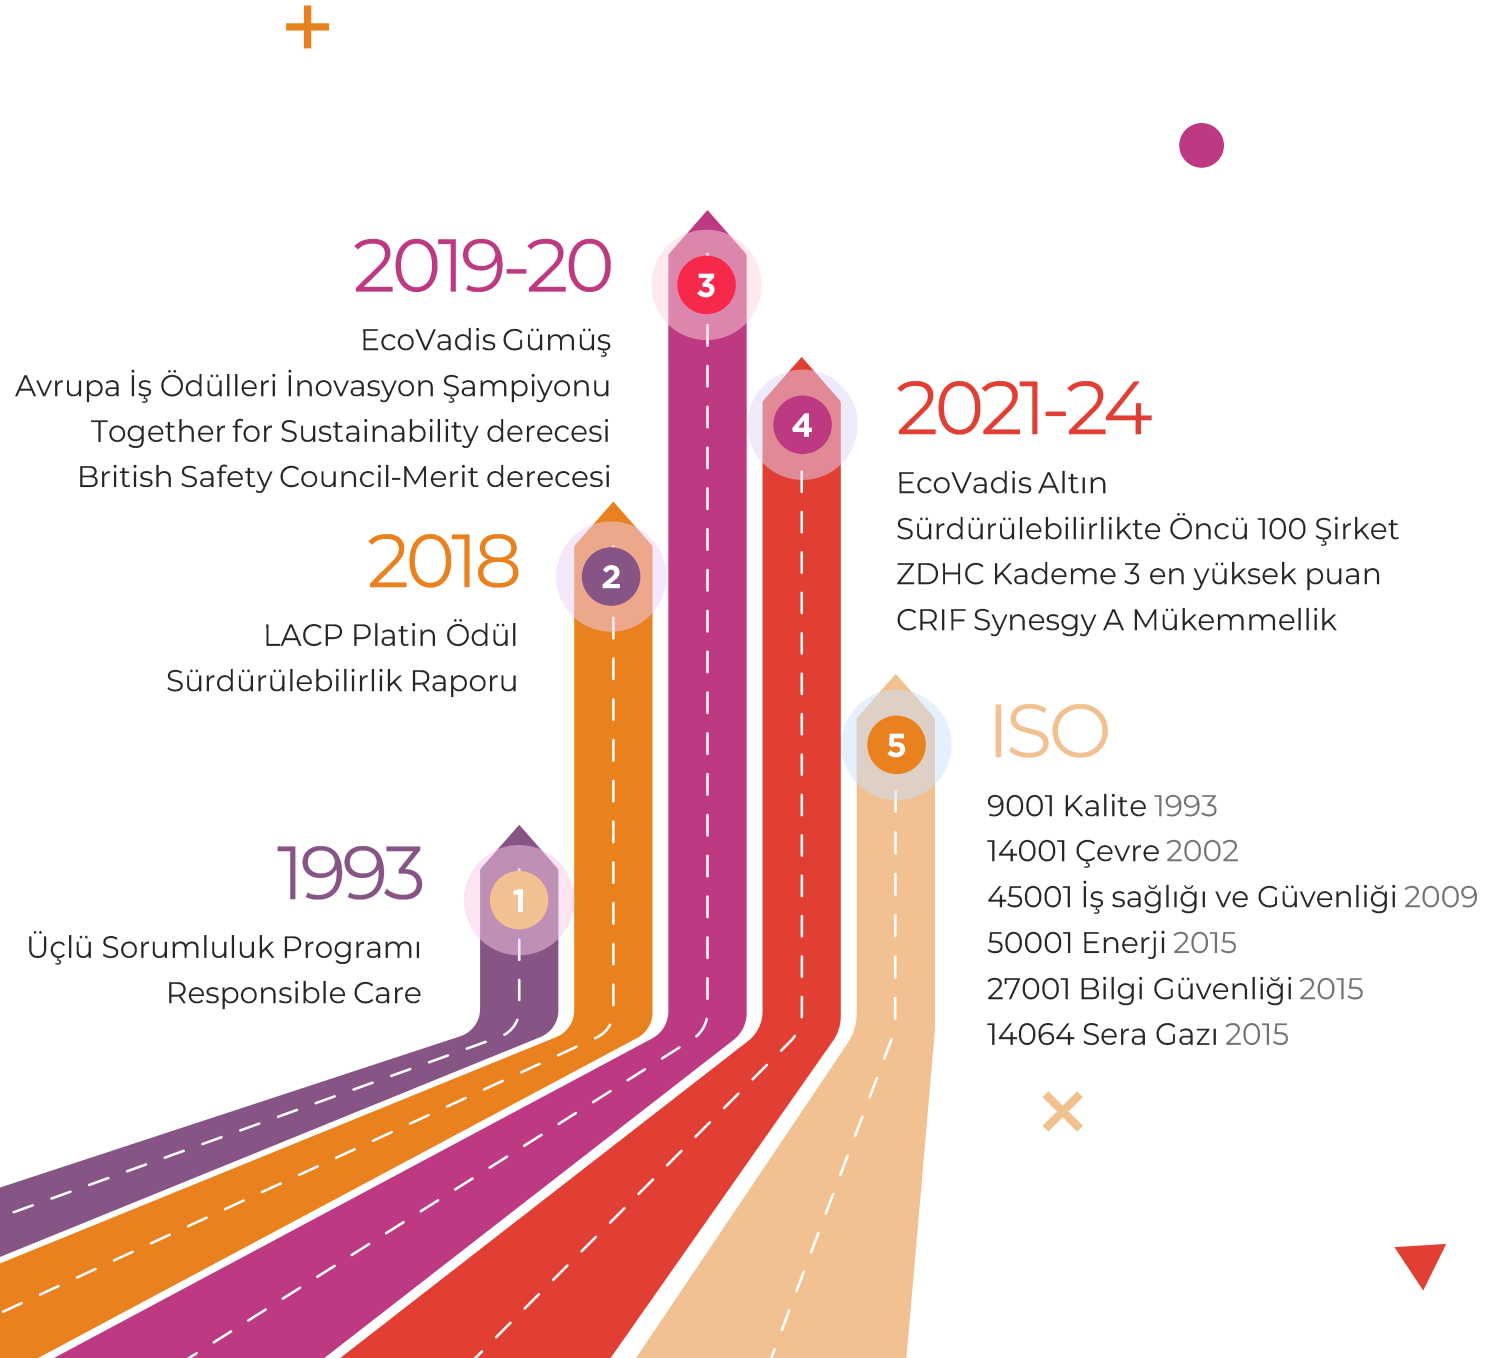 1
1993
Üçlü Sorumluluk Programı
Responsible Care
2
2018
LACP Platin Ödül
Sürdürülebilirlik Raporu
3
2019-20
EcoVadis Gümüş
Avrupa İş Ödülleri İnovasyon Şampiyonu
Together for Sustainability derecesi
British Safety Council-Merit derecesi
4
2021-24
EcoVadis Altın
Sürdürülebilirlikte Öncü 100 Şirket
ZDHC Kademe 3 en yüksek puan
CRIF Synesgy A Mükemmellik
5
ISO
9001 Kalite 1993
14001 Çevre 2002
45001 İş sağlığı ve Güvenliği 2009
50001 Enerji 2015
27001 Bilgi Güvenliği 2015
14064 Sera Gazı 2015